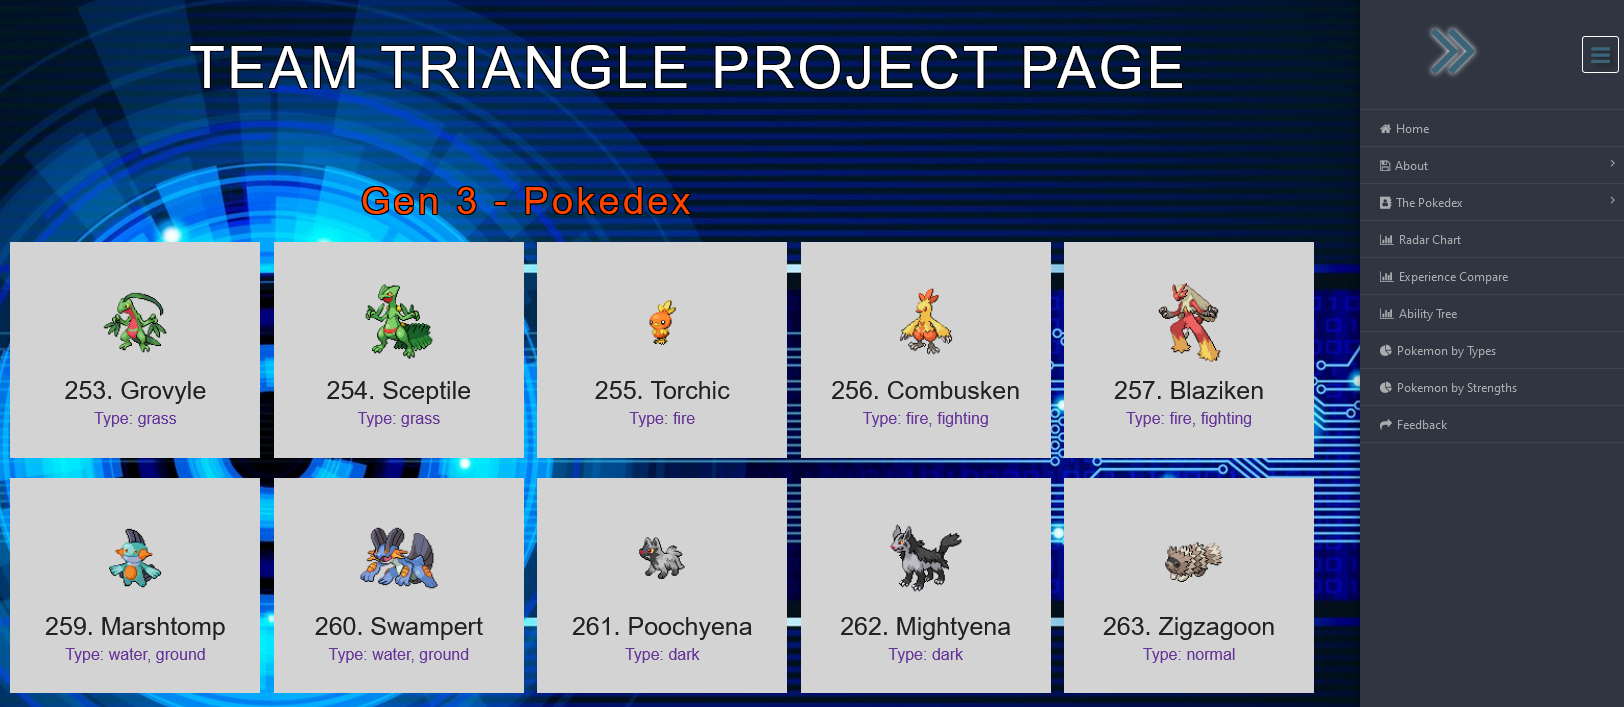 TEAM TRIANGLE PROJECT PAGE
Gen 3 - Pokedex
253. Grovyle
Type: grass
254. Sceptile
Type: grass
255. Torchic
Type: fire
256. Combusken
Type: fire, fighting
257. Blaziken
Type: fire, fighting
259. Marshtomp
Type: water, ground
260. Swampert
Type: water, ground
261. Poochyena
Type: dark
262. Mightyena
Type: dark
263. Zigzagoon
Type: normal
Home
About
The Pokedex
Radar Chart
Experience Compare
Ability Tree
Pokemon by Types
Pokemon by Strengths
Feedback